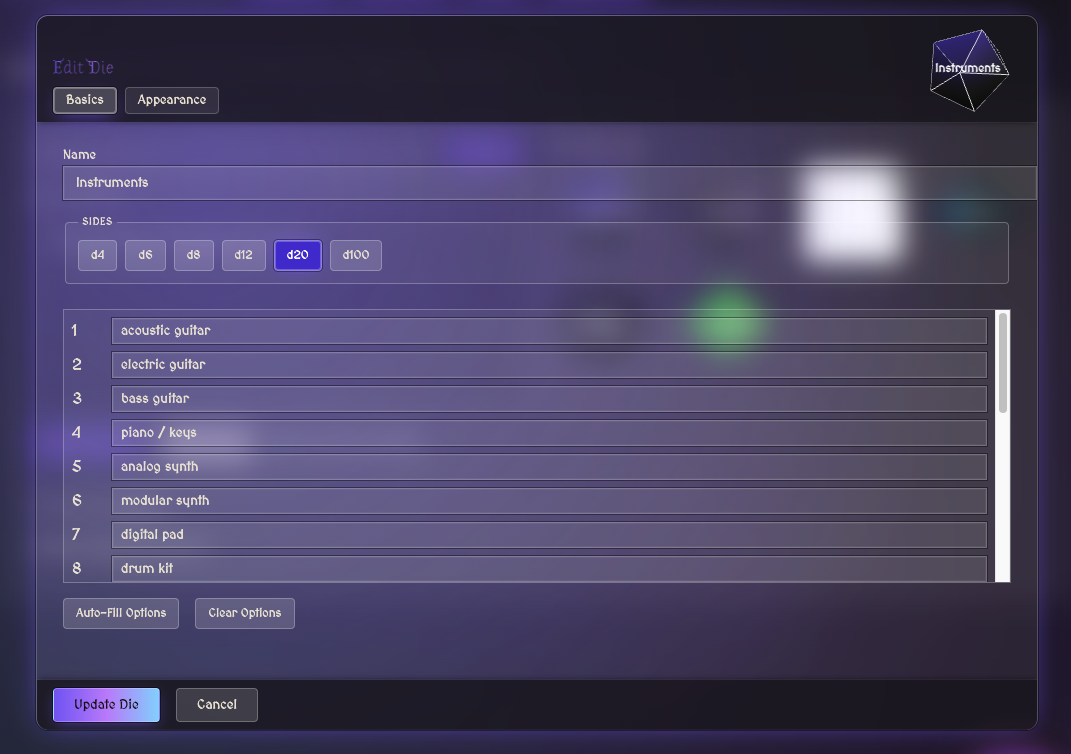 Edit Die
Instruments
Basics Appearance
Name
Instruments
SIDES
d4 d6 d8 d12 d20 d100
1 acoustic guitar
2 electric guitar
3 bass guitar
4 piano / keys
5 analog synth
6 modular synth
7 digital pad
8 drum kit
Auto-Fill Options Clear Options
Update Die Cancel